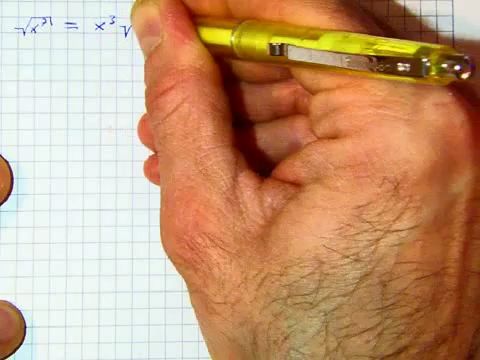 √x²¹ = x³ √